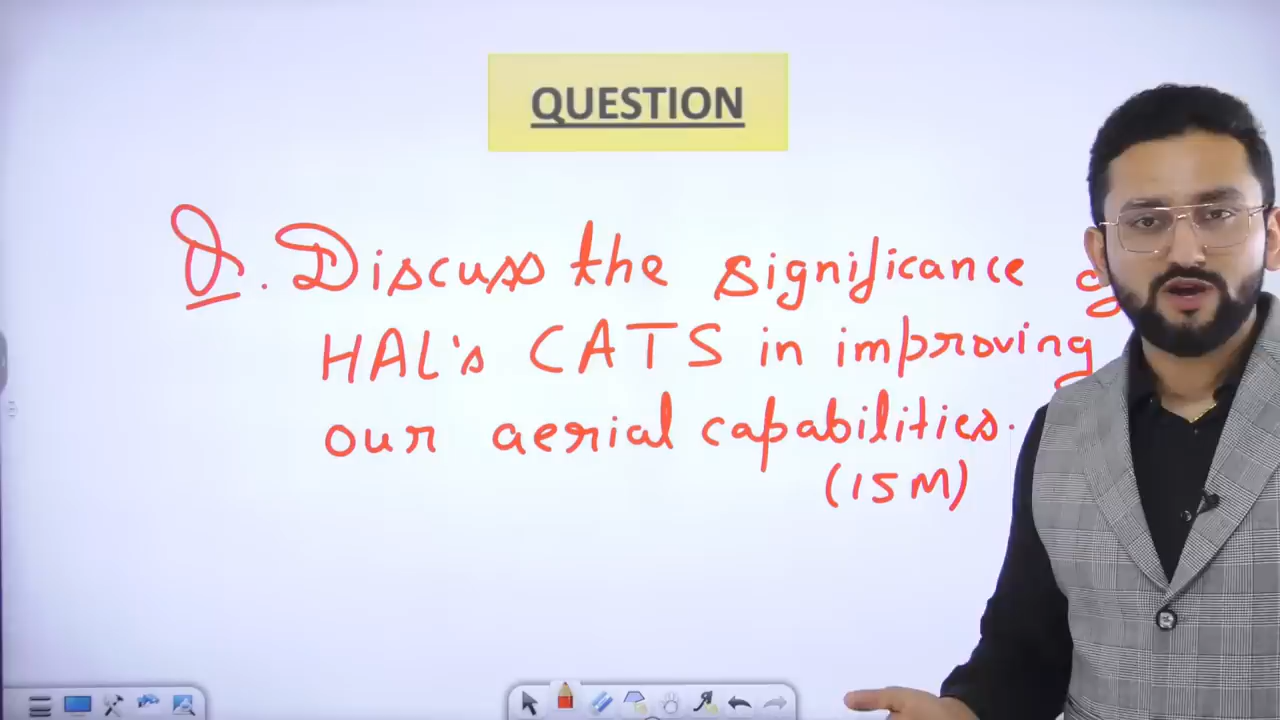 QUESTION
Q. Discuss the significance
HAL's CATS in improving
our aerial capabilities.
(15M)